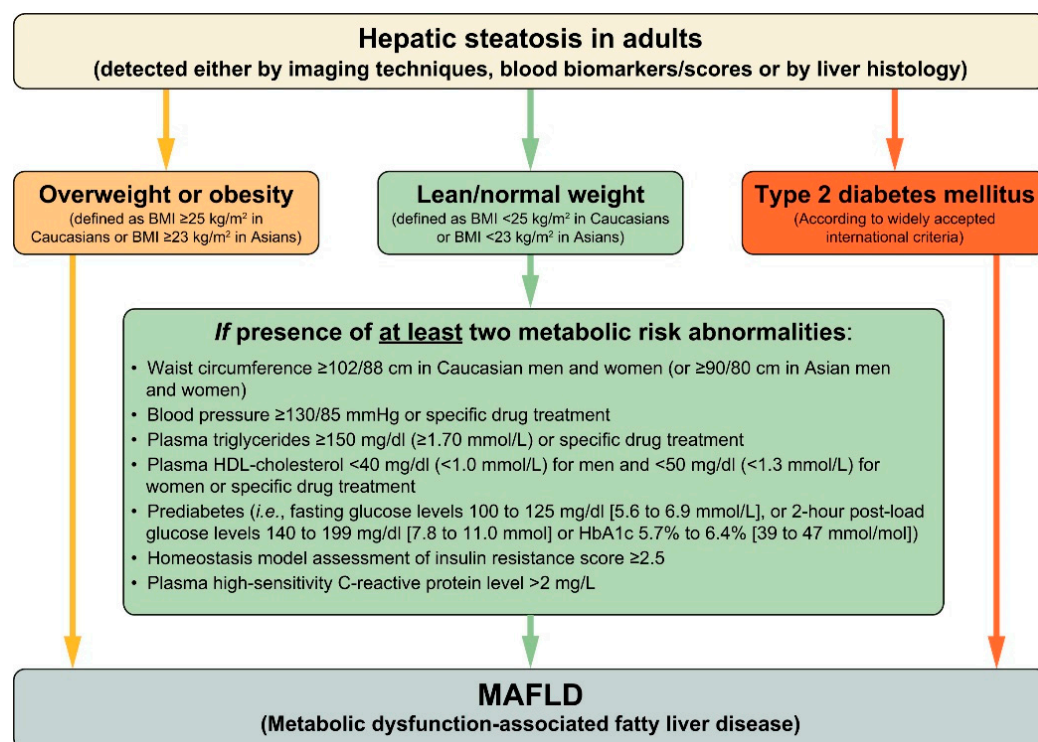 Hepatic steatosis in adults
(detected either by imaging techniques, blood biomarkers/scores or by liver histology)
Overweight or obesity
(defined as BMI ≥25 kg/m² in
Caucasians or BMI ≥23 kg/m² in Asians)
Lean/normal weight
(defined as BMI <25 kg/m² in Caucasians
or BMI <23 kg/m² in Asians)
Type 2 diabetes mellitus
(According to widely accepted
international criteria)
If presence of at least two metabolic risk abnormalities:
• Waist circumference ≥102/88 cm in Caucasian men and women (or ≥90/80 cm in Asian men
and women)
• Blood pressure ≥130/85 mmHg or specific drug treatment
• Plasma triglycerides ≥150 mg/dl (≥1.70 mmol/L) or specific drug treatment
• Plasma HDL-cholesterol <40 mg/dl (<1.0 mmol/L) for men and <50 mg/dl (<1.3 mmol/L) for
women or specific drug treatment
• Prediabetes (i.e., fasting glucose levels 100 to 125 mg/dl [5.6 to 6.9 mmol/L], or 2-hour post-load
glucose levels 140 to 199 mg/dl [7.8 to 11.0 mmol] or HbA1c 5.7% to 6.4% [39 to 47 mmol/mol])
• Homeostasis model assessment of insulin resistance score ≥2.5
• Plasma high-sensitivity C-reactive protein level >2 mg/L
MAFLD
(Metabolic dysfunction-associated fatty liver disease)